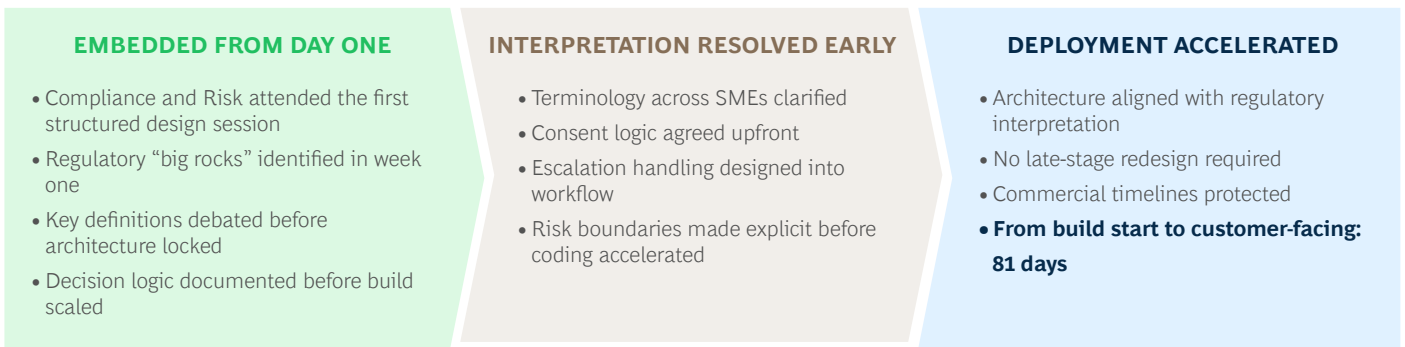 EMBEDDED FROM DAY ONE
• Compliance and Risk attended the first
structured design session
• Regulatory “big rocks” identified in week
one
• Key definitions debated before
architecture locked
• Decision logic documented before build
scaled
INTERPRETATION RESOLVED EARLY
• Terminology across SMEs clarified
• Consent logic agreed upfront
• Escalation handling designed into
workflow
• Risk boundaries made explicit before
coding accelerated
DEPLOYMENT ACCELERATED
• Architecture aligned with regulatory
interpretation
• No late-stage redesign required
• Commercial timelines protected
• From build start to customer-facing:
81 days